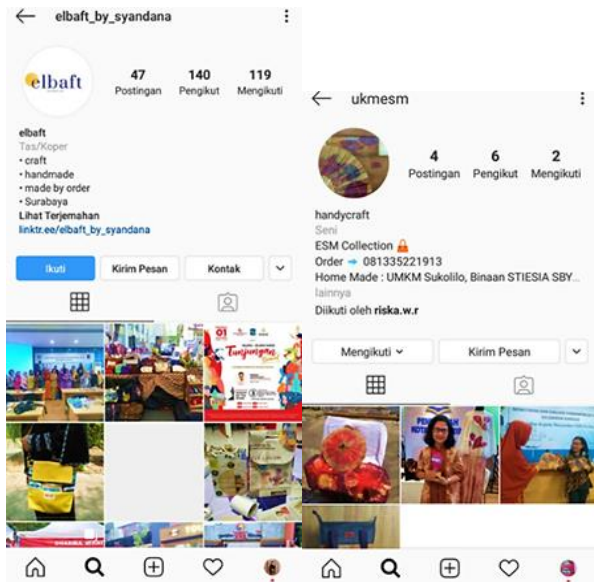 elbaft_by_syandana
elbaft
47 140 119
Postingan Pengikut Mengikuti
elbaft
Tas/Koper
• craft
• handmade
• made by order
• Surabaya
Lihat Terjemahan
linktr.ee/elbaft_by_syandana
Ikuti Kirim Pesan Kontak
01
Tunjungan
ukmesm
4 6 2
Postingan Pengikut Mengikuti
handycraft
Seni
ESM Collection
Order 081335221913
Home Made : UMKM Sukolilo, Binaan STIESIA SBY...
lainnya
Diikuti oleh riska.w.r
Mengikuti Kirim Pesan